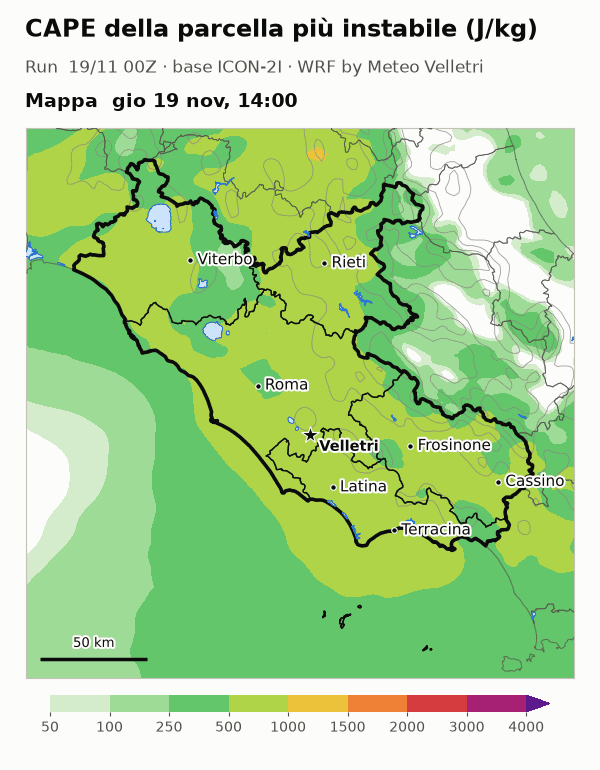 CAPE della parcella più instabile (J/kg)
Run 19/11 00Z · base ICON-2I · WRF by Meteo Velletri
Mappa gio 19 nov, 14:00
Viterbo
Rieti
Roma
Velletri
Frosinone
Latina
Cassino
Terracina
50 km
50 100 250 500 1000 1500 2000 3000 4000